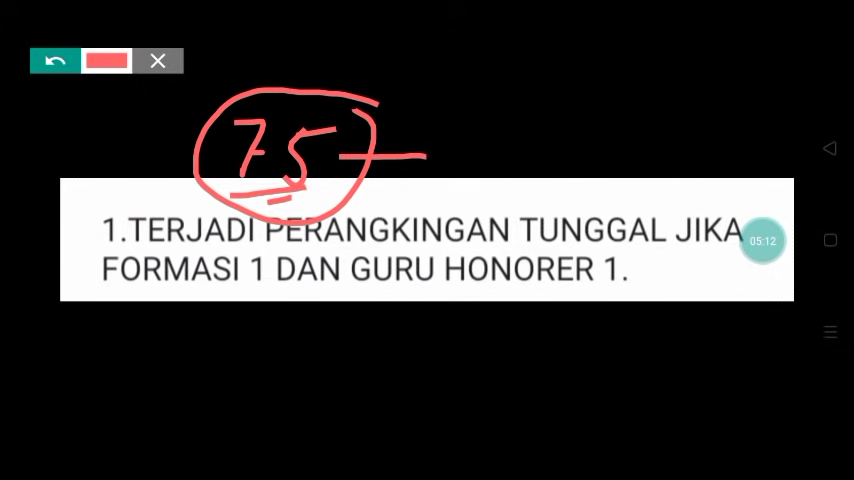 75
1.TERJADI PERANGKINGAN TUNGGAL JIKA
05:12
FORMASI 1 DAN GURU HONORER 1.